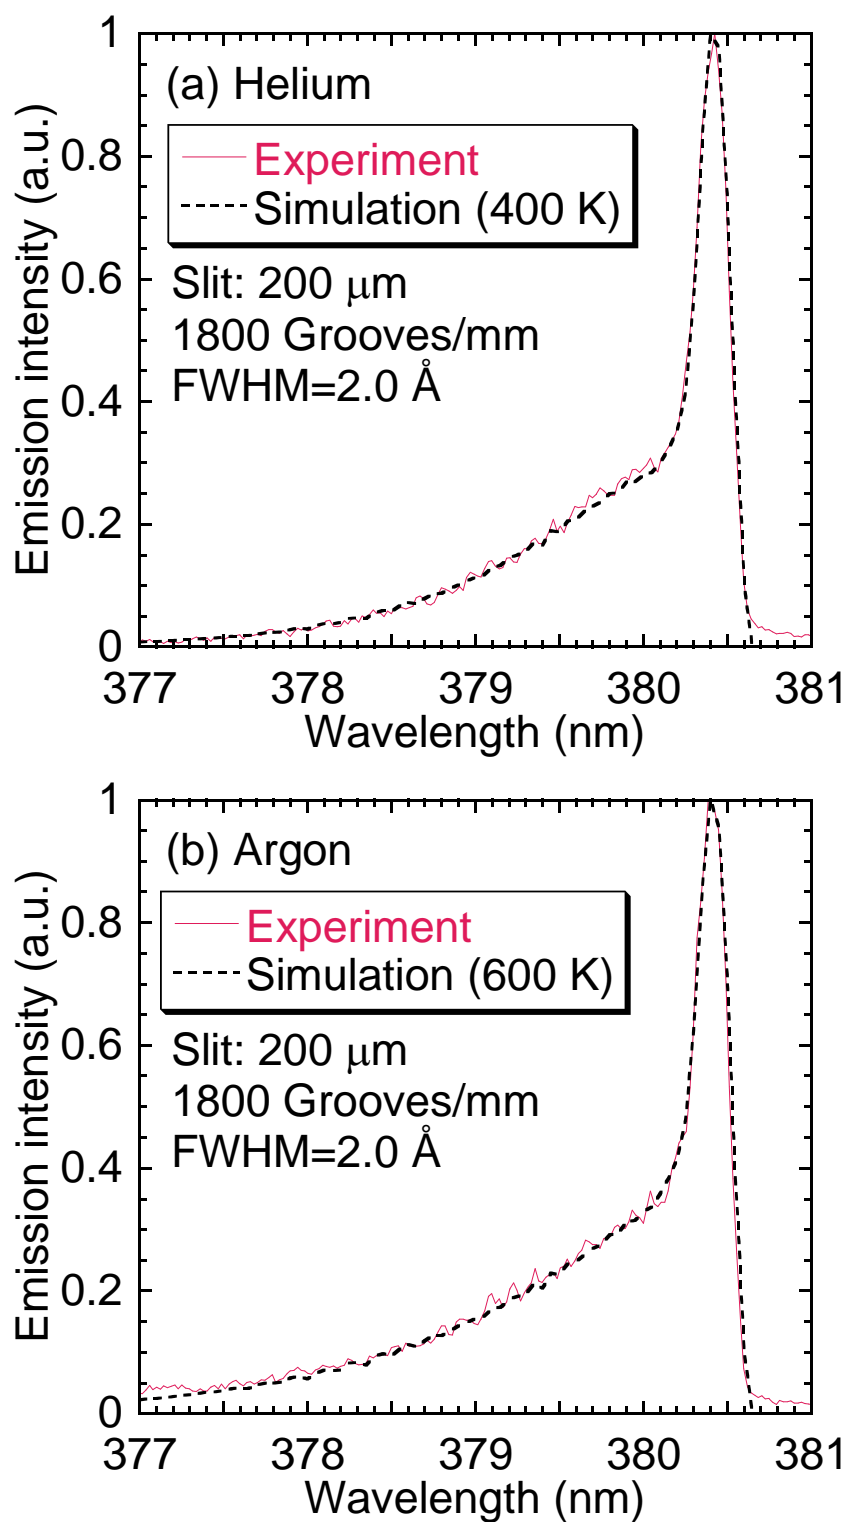 (a) Helium
Experiment
Simulation (400 K)
Slit: 200 μm
1800 Grooves/mm
FWHM=2.0 Å
Emission intensity (a.u.)
1
0.8
0.6
0.4
0.2
0
377 378 379 380 381
Wavelength (nm)
(b) Argon
Experiment
Simulation (600 K)
Slit: 200 μm
1800 Grooves/mm
FWHM=2.0 Å
Emission intensity (a.u.)
1
0.8
0.6
0.4
0.2
0
377 378 379 380 381
Wavelength (nm)